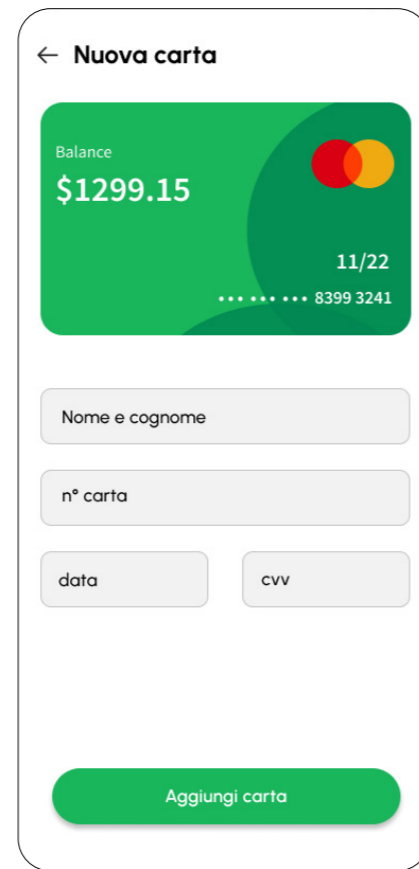 ← Nuova carta
Balance
$1299.15
11/22
••• ••• ••• 8399 3241
Nome e cognome
n° carta
data
cvv
Aggiungi carta